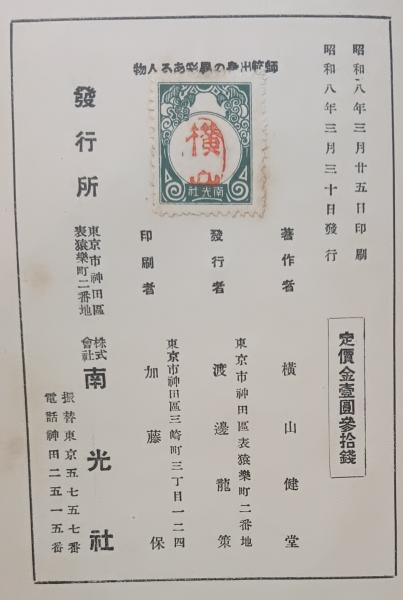 昭和八年三月廿五日印刷
昭和八年三月三十日發行
師範出身の異彩ある人物
南光社
定價金壹圓參拾錢
著作者 橫山健堂
東京市神田區表猿樂町二番地
發行者 渡邊龍策
東京市神田區三崎町三丁目一二四
印刷者 加藤保
發行所
東京市神田區
表猿樂町二番地
株式會社 南光社
振替東京五七五七番
電話神田二五一五番